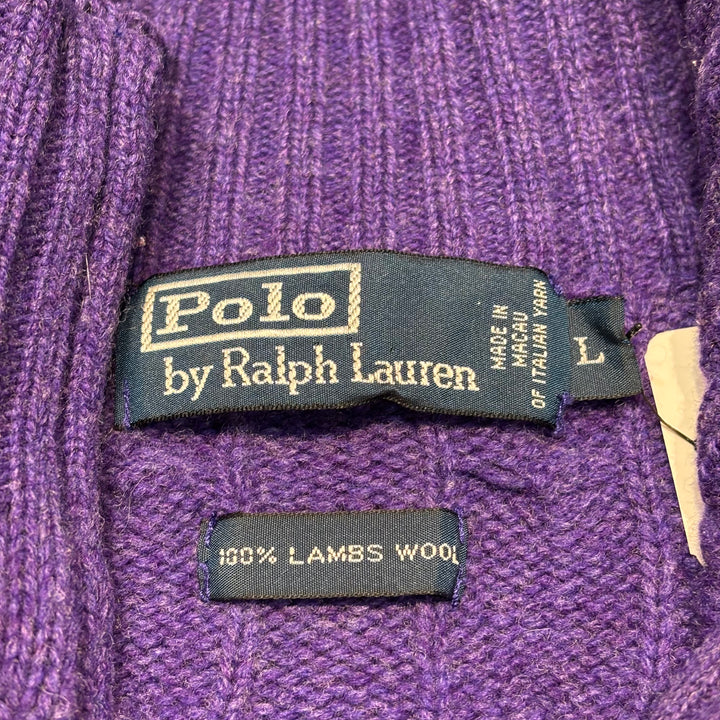 Polo
by Ralph Lauren
MADE IN
MACAU
OF ITALIAN YARN
L
100% LAMBS WOOL